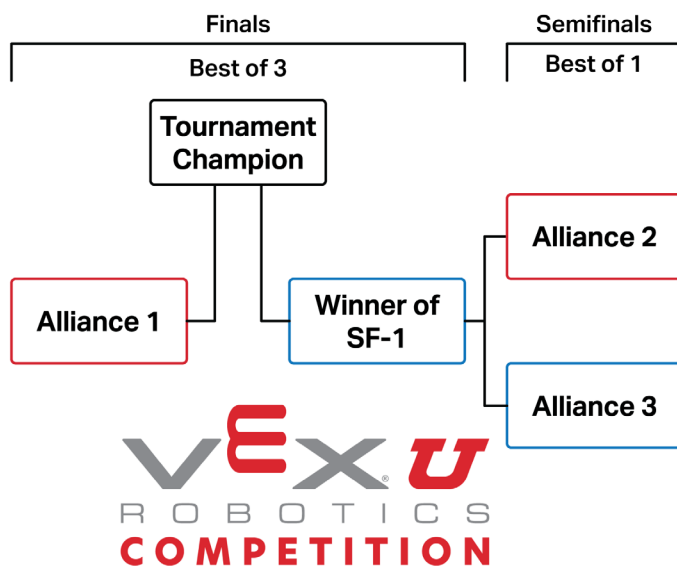 Finals
Semifinals
Best of 3
Best of 1
Tournament
Champion
Alliance 2
Alliance 1
Winner of
SF-1
Alliance 3
VEX U
®
ROBOTICS
COMPETITION